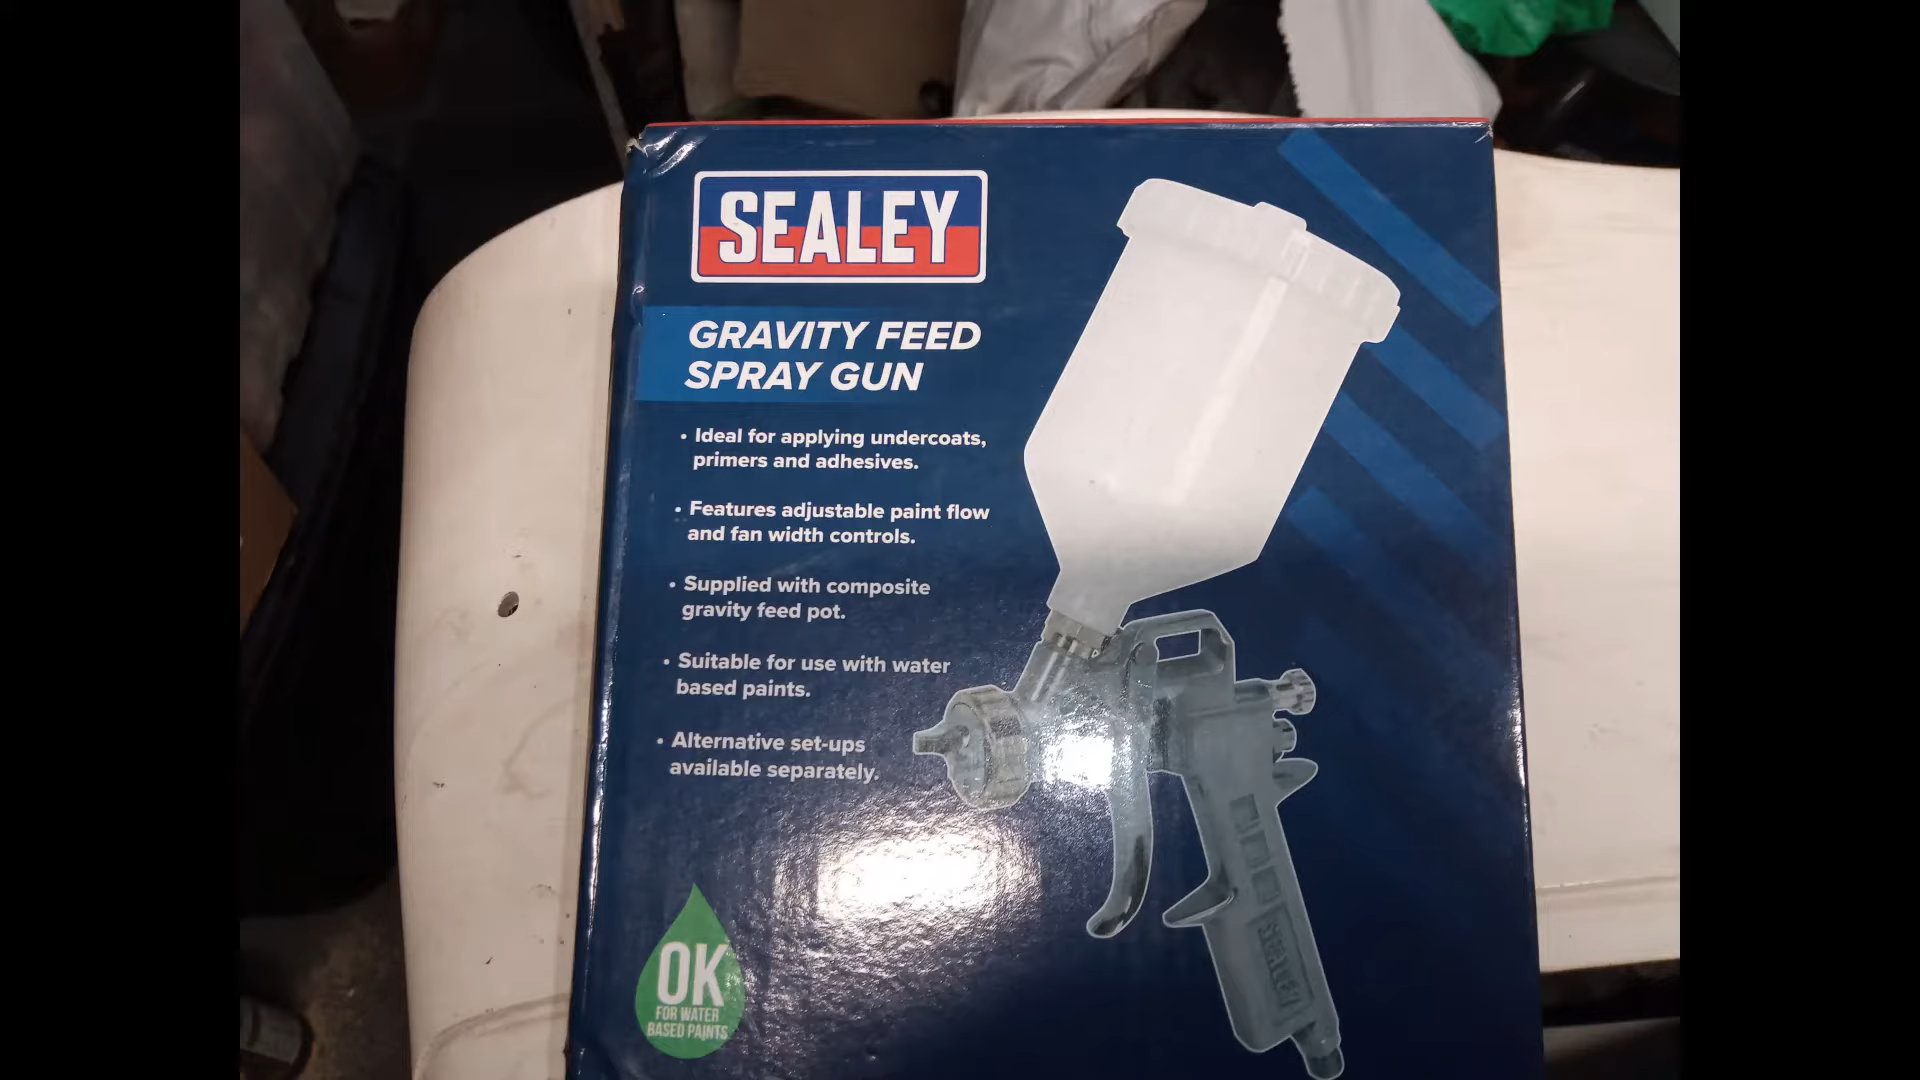 SEALEY
GRAVITY FEED
SPRAY GUN
• Ideal for applying undercoats,
primers and adhesives.
• Features adjustable paint flow
and fan width controls.
• Supplied with composite
gravity feed pot.
• Suitable for use with water
based paints.
• Alternative set-ups
available separately.
OK
FOR WATER
BASED PAINTS
SEALEY